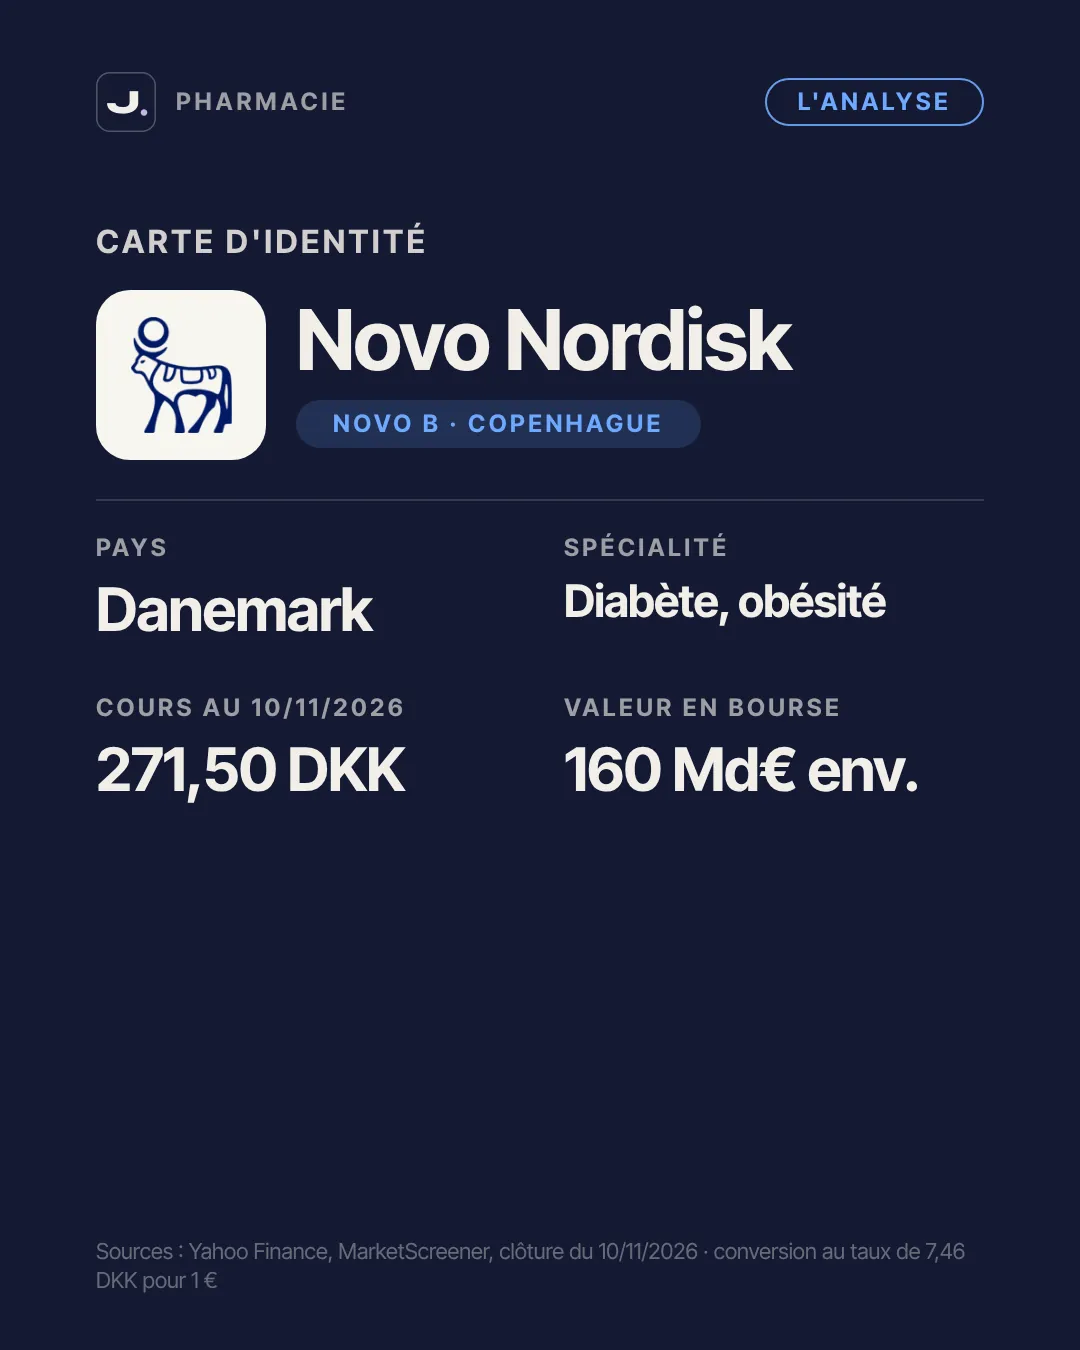 J. PHARMACIE
L'ANALYSE
CARTE D'IDENTITÉ
Novo Nordisk
NOVO B · COPENHAGUE
PAYS
Danemark
SPÉCIALITÉ
Diabète, obésité
COURS AU 10/11/2026
271,50 DKK
VALEUR EN BOURSE
160 Md€ env.
Sources : Yahoo Finance, MarketScreener, clôture du 10/11/2026 · conversion au taux de 7,46
DKK pour 1 €